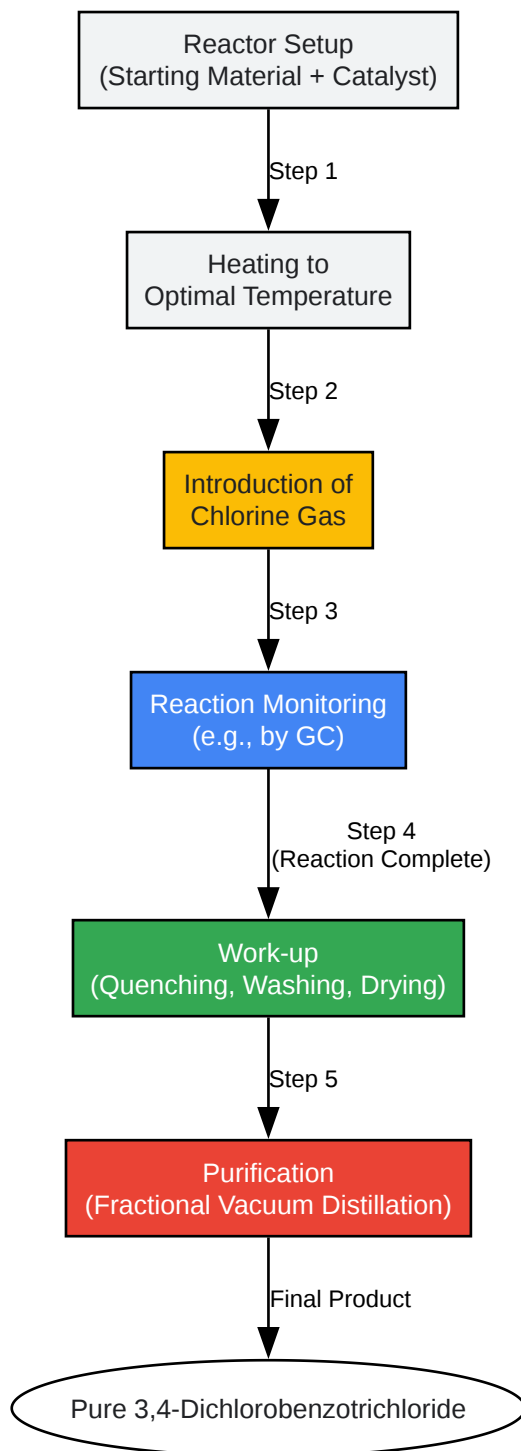 Reactor Setup
(Starting Material + Catalyst)
Step 1
Heating to
Optimal Temperature
Step 2
Introduction of
Chlorine Gas
Step 3
Reaction Monitoring
(e.g., by GC)
Step 4
(Reaction Complete)
Work-up
(Quenching, Washing, Drying)
Step 5
Purification
(Fractional Vacuum Distillation)
Final Product
Pure 3,4-Dichlorobenzotrichloride